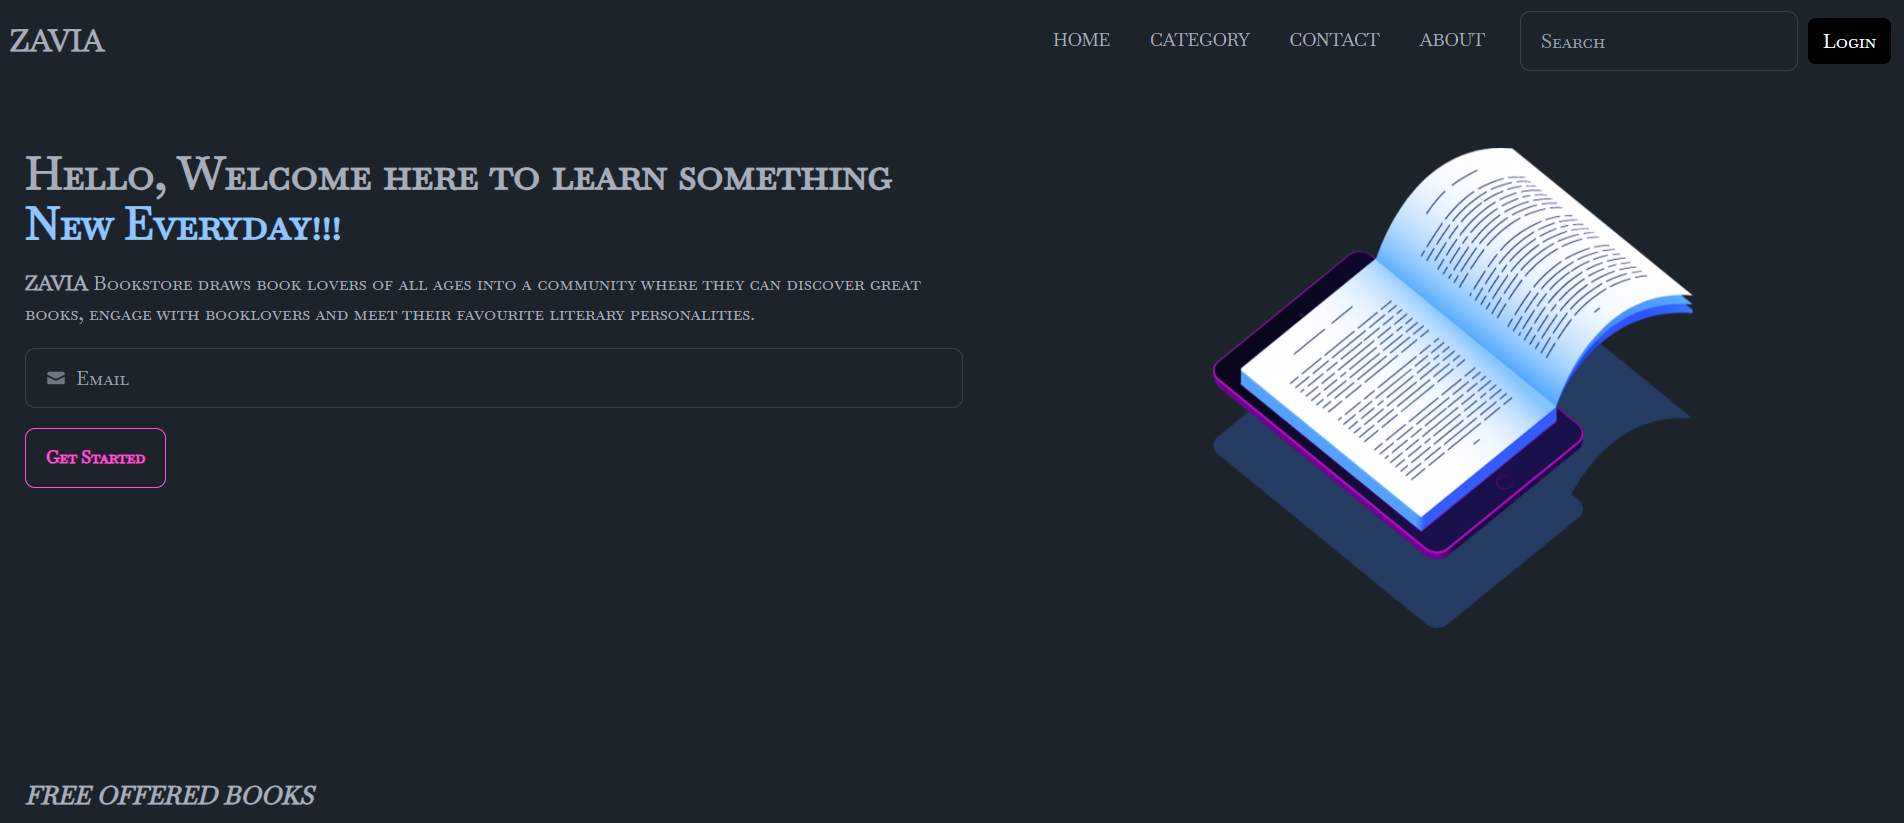 ZAVIA
HOME
CATEGORY
CONTACT
ABOUT
Search
Login
Hello, Welcome here to learn something
New Everyday!!!
ZAVIA Bookstore draws book lovers of all ages into a community where they can discover great
books, engage with booklovers and meet their favourite literary personalities.
Email
Get Started
FREE OFFERED BOOKS